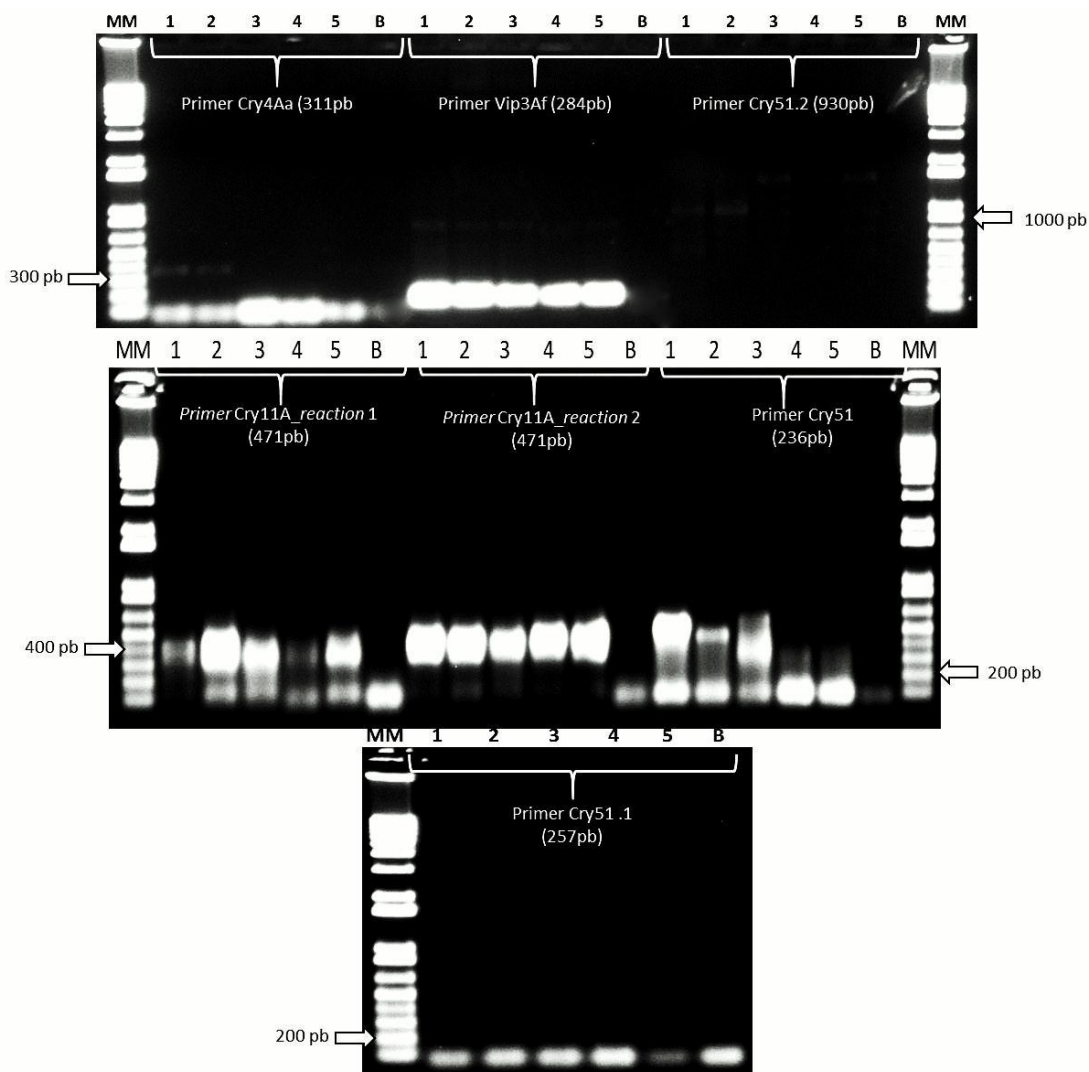 MM 1 2 3 4 5 B 1 2 3 4 5 B 1 2 3 4 5 B MM
Primer Cry4Aa (311pb
Primer Vip3Af (284pb)
Primer Cry51.2 (930pb)
1000 pb
300 pb
MM 1 2 3 4 5 B 1 2 3 4 5 B 1 2 3 4 5 B MM
Primer Cry11A_reaction 1
(471pb)
Primer Cry11A_reaction 2
(471pb)
Primer Cry51
(236pb)
400 pb
200 pb
MM 1 2 3 4 5 B
Primer Cry51 .1
(257pb)
200 pb